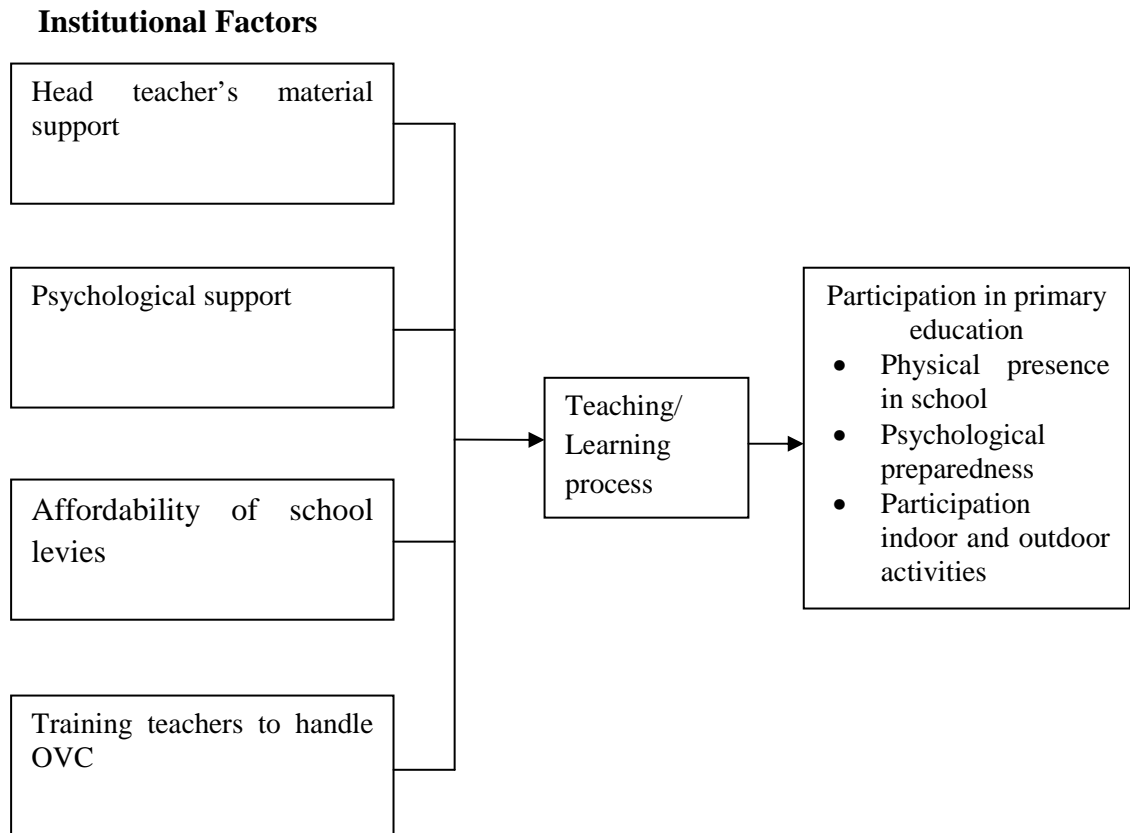 Institutional Factors
Head teacher’s material
support
Psychological support
Affordability of school
levies
Training teachers to handle
OVC
Teaching/
Learning
process
Participation in primary
education
• Physical presence
in school
• Psychological
preparedness
• Participation
indoor and outdoor
activities